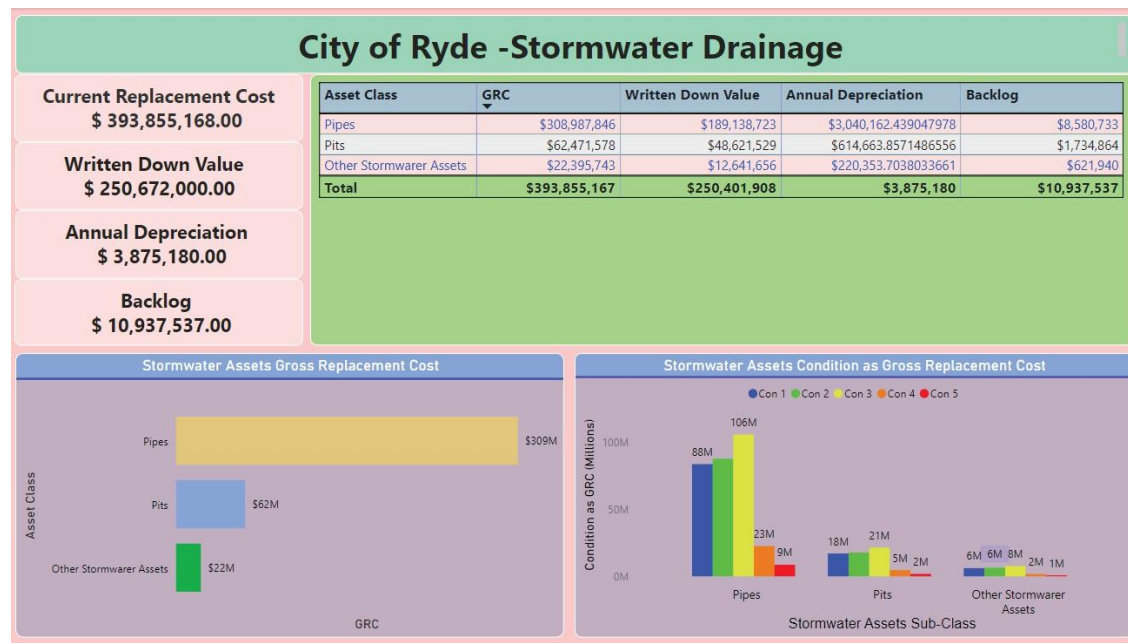 City of Ryde -Stormwater Drainage
Current Replacement Cost
$ 393,855,168.00
Written Down Value
$ 250,672,000.00
Annual Depreciation
$ 3,875,180.00
Backlog
$ 10,937,537.00
Asset Class GRC Written Down Value Annual Depreciation Backlog
Pipes $308,987,846 $189,138,723 $3,040,162.439047978 $8,580,733
Pits $62,471,578 $48,621,529 $614,663.8571486556 $1,734,864
Other Stormwarer Assets $22,395,743 $12,641,656 $220,353.7038033661 $621,940
Total $393,855,167 $250,401,908 $3,875,180 $10,937,537
Stormwater Assets Gross Replacement Cost
Asset Class
Pipes $309M
Pits $62M
Other Stormwarer Assets $22M
GRC
Stormwater Assets Condition as Gross Replacement Cost
Con 1 Con 2 Con 3 Con 4 Con 5
Condition as GRC (Millions)
100M
50M
0M
88M 106M 23M 9M
18M 21M 5M 2M
6M 6M 8M 2M 1M
Pipes Pits Other Stormwarer
Assets
Stormwater Assets Sub-Class